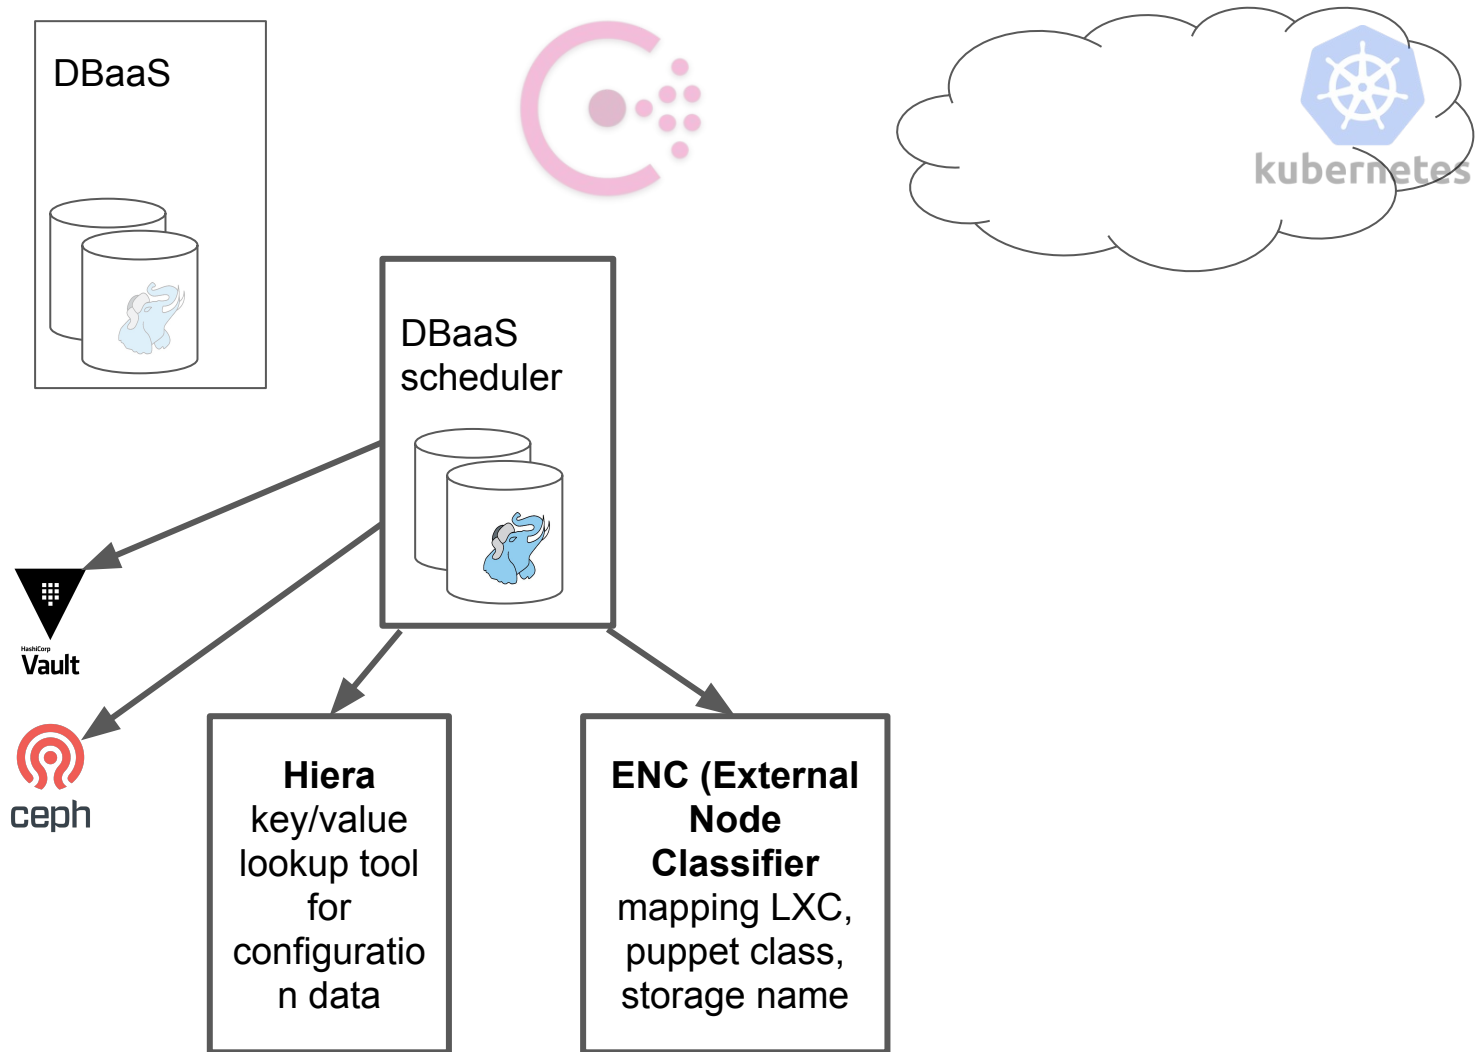 DBaaS
kubernetes
DBaaS
scheduler
HashiCorp
Vault
ceph
Hiera
key/value
lookup tool
for
configuratio
n data
ENC (External
Node
Classifier
mapping LXC,
puppet class,
storage name